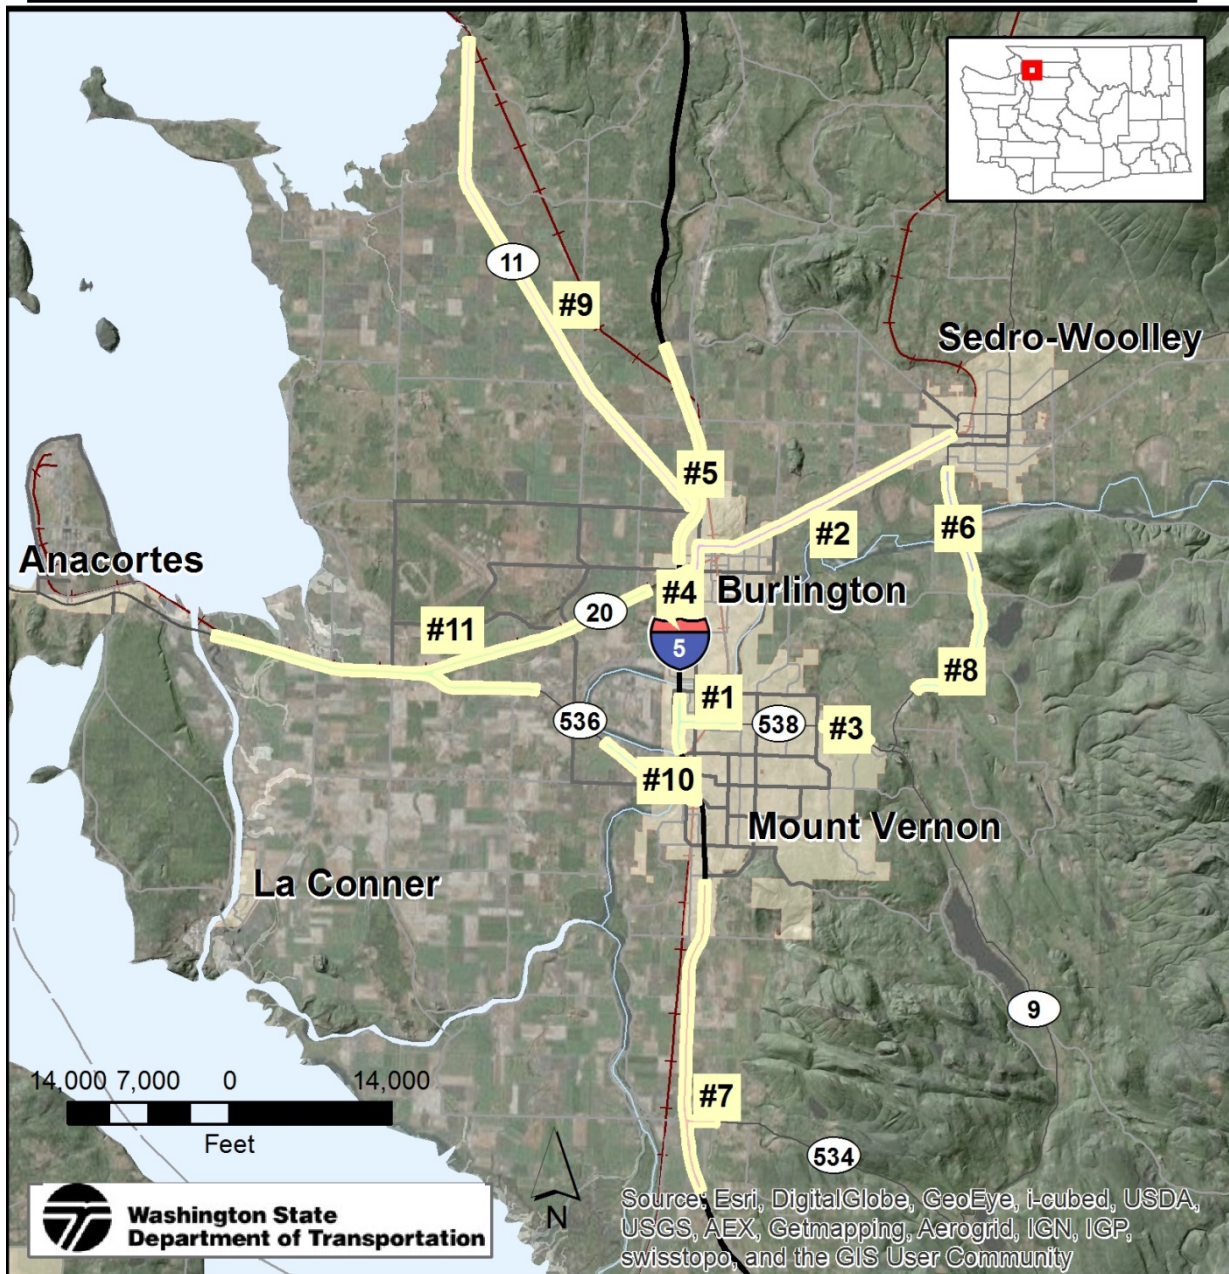 11
#9
Sedro-Woolley
#5
#2
#6
Anacortes
#4
Burlington
20
#11
5
#8
#1
536
538
#3
#10
Mount Vernon
La Conner
9
14,000 7,000 0 14,000
Feet
#7
534
N
Washington State
Department of Transportation
Source: Esri, DigitalGlobe, GeoEye, i-cubed, USDA,
USGS, AEX, Getmapping, Aerogrid, IGN, IGP,
swisstopo, and the GIS User Community